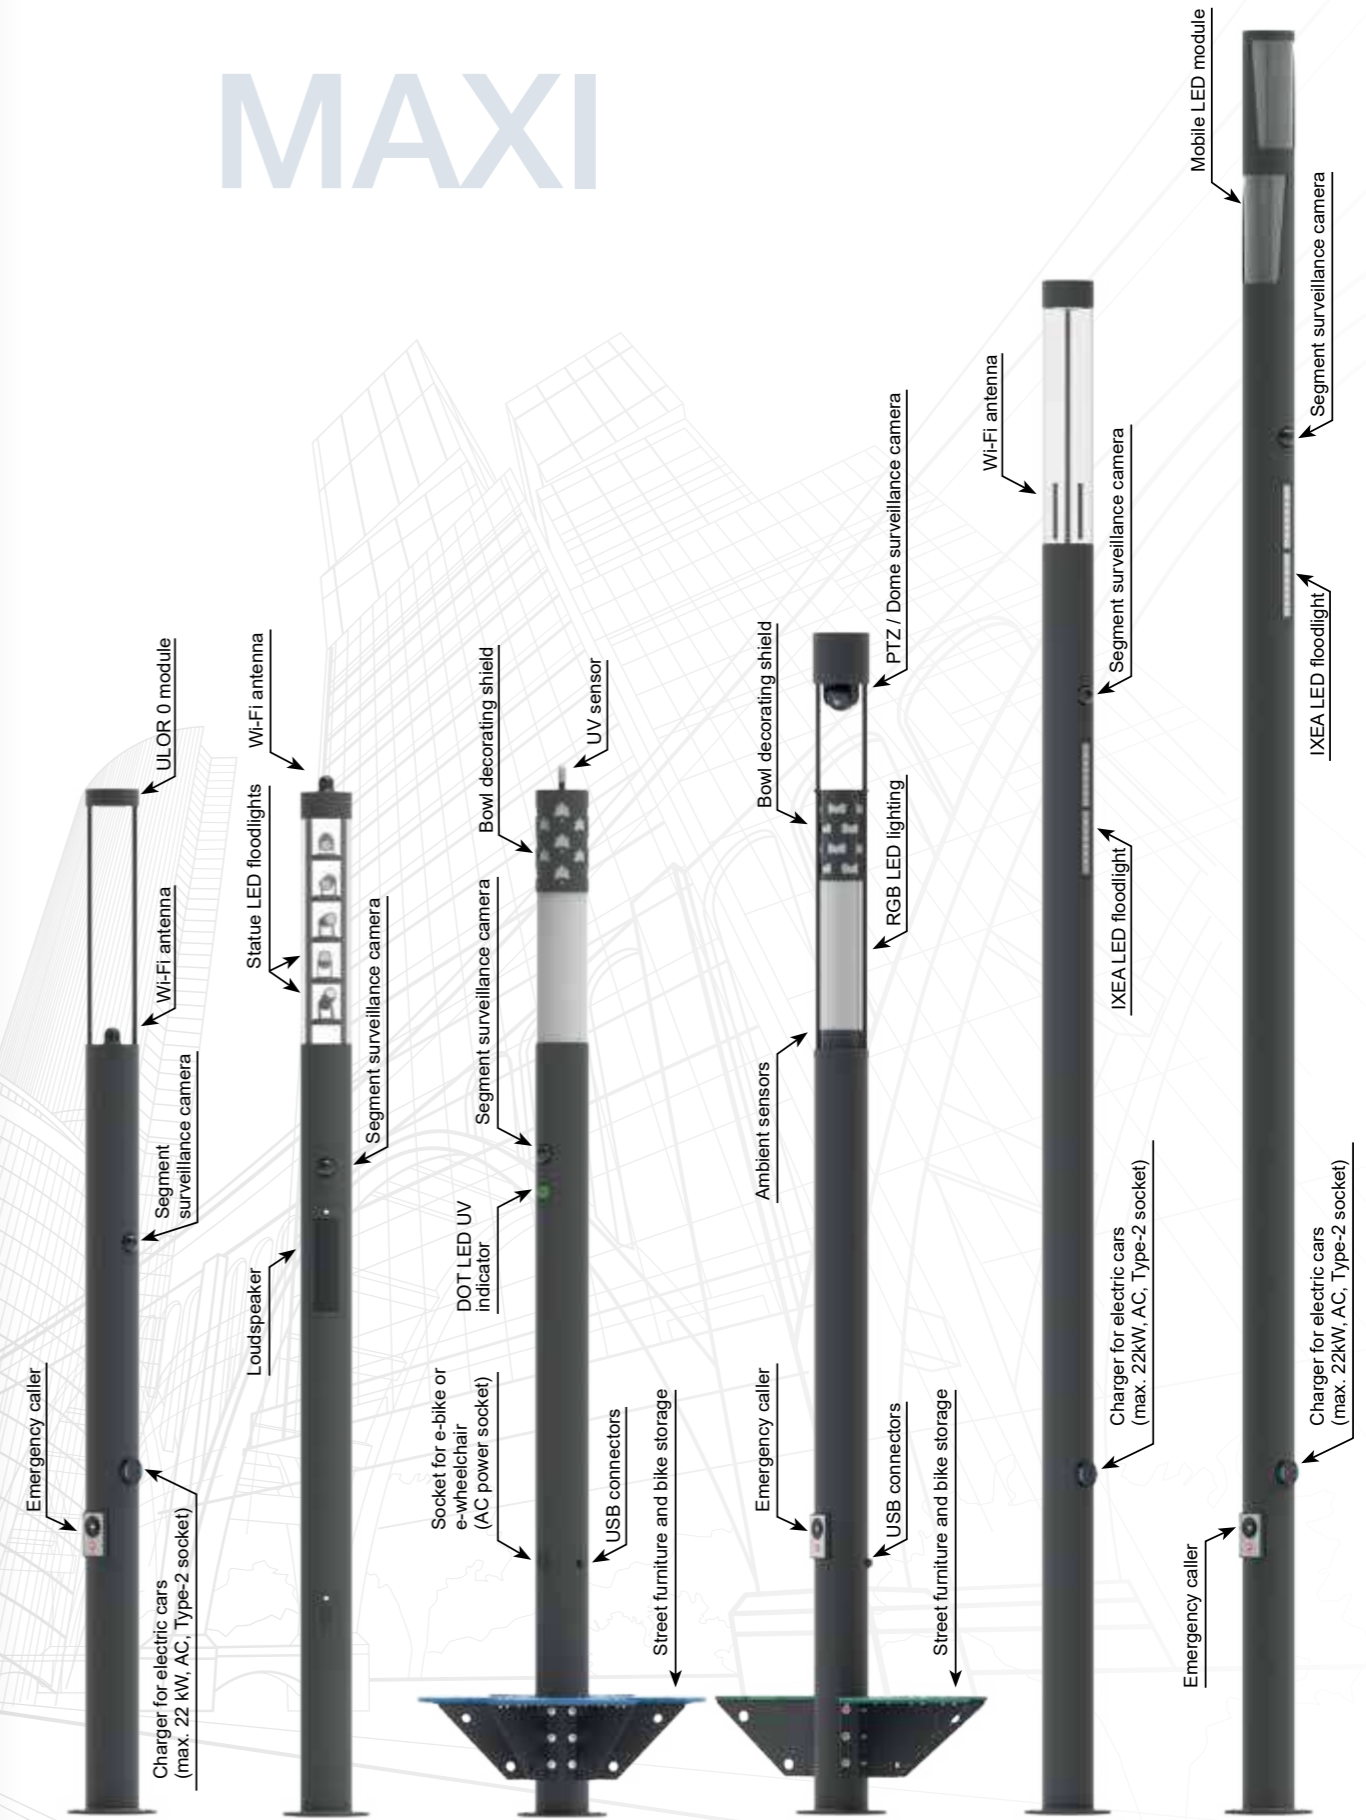 MAXI
ULOR 0 module
Wi-Fi antenna
Segment
surveillance camera
Emergency caller
Charger for electric cars
(max. 22 kW, AC, Type-2 socket)
Wi-Fi antenna
Statue LED floodlights
Segment surveillance camera
Loudspeaker
UV sensor
Bowl decorating shield
Segment surveillance camera
DOT LED UV
indicator
Socket for e-bike or
e-wheelchair
(AC power socket)
USB connectors
Street furniture and bike storage
PTZ / Dome surveillance camera
Bowl decorating shield
RGB LED lighting
Ambient sensors
Emergency caller
USB connectors
Street furniture and bike storage
Wi-Fi antenna
Segment surveillance camera
IXEA LED floodlight
Charger for electric cars
(max. 22kW, AC, Type-2 socket)
Mobile LED module
Segment surveillance camera
IXEA LED floodlight
Charger for electric cars
(max. 22kW, AC, Type-2 socket)
Emergency caller